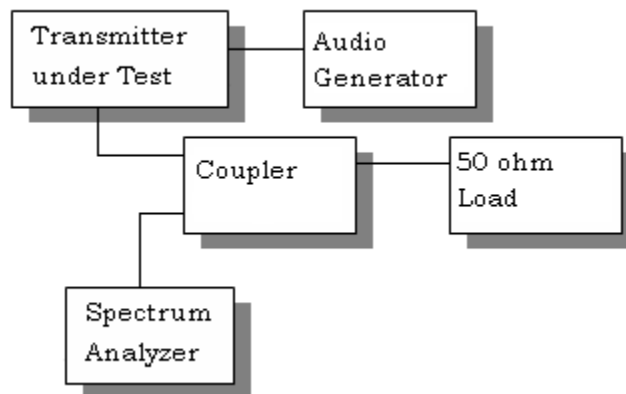 Transmitter
under Test
Audio
Generator
Coupler
50 ohm
Load
Spectrum
Analyzer